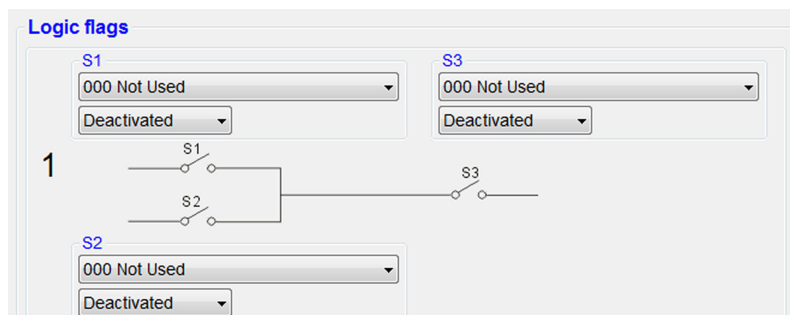 Logic flags
S1
S3
000 Not Used
000 Not Used
Deactivated
Deactivated
S1
1
S3
S2
S2
000 Not Used
Deactivated